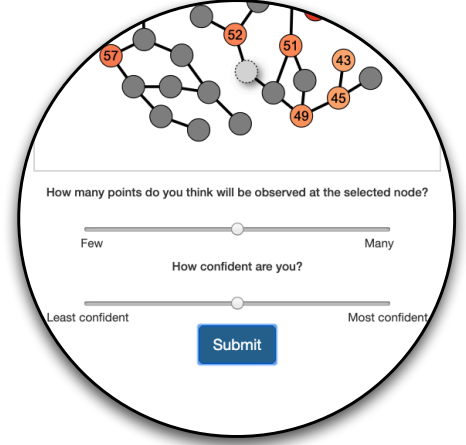 52
51
57
43
45
49
How many points do you think will be observed at the selected node?
Few Many
How confident are you?
Least confident Most confident
Submit